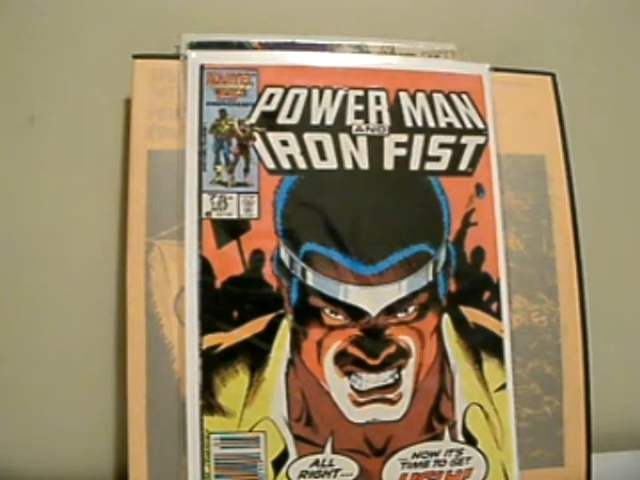 MARVEL
POWER MAN
AND
IRON FIST
ALL
RIGHT...
...NOW IT'S
TIME TO GET